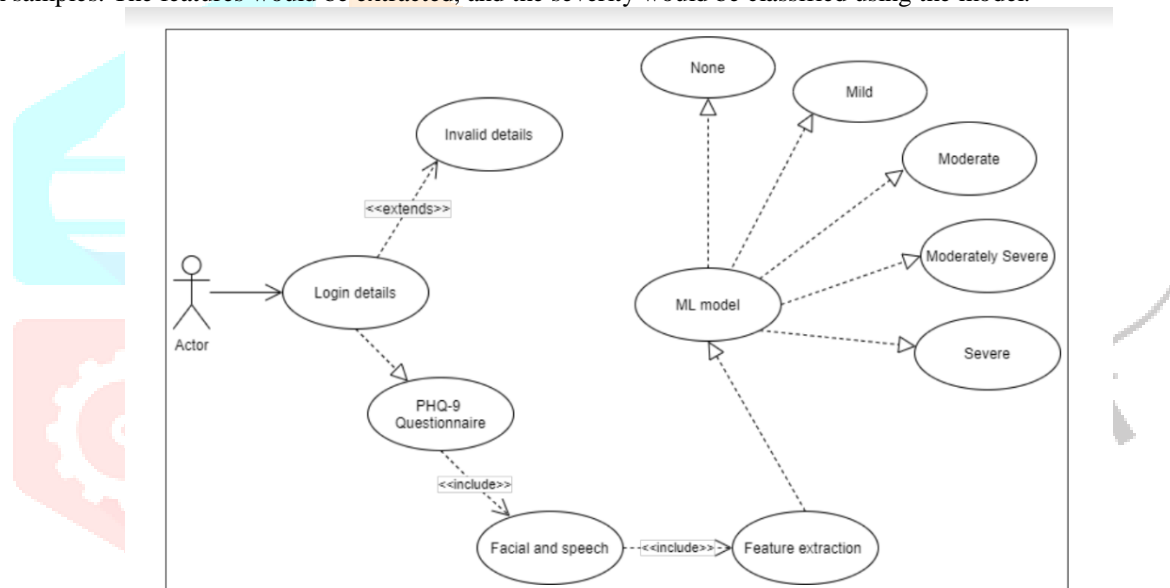 samples. The features would be extracted, and the severity would be classified using the model.
None
Mild
Invalid details
Moderate
<<extends>>
Moderately Severe
Login details
ML model
Actor
Severe
PHQ-9
Questionnaire
<<include>>
Facial and speech
<<include>>
Feature extraction